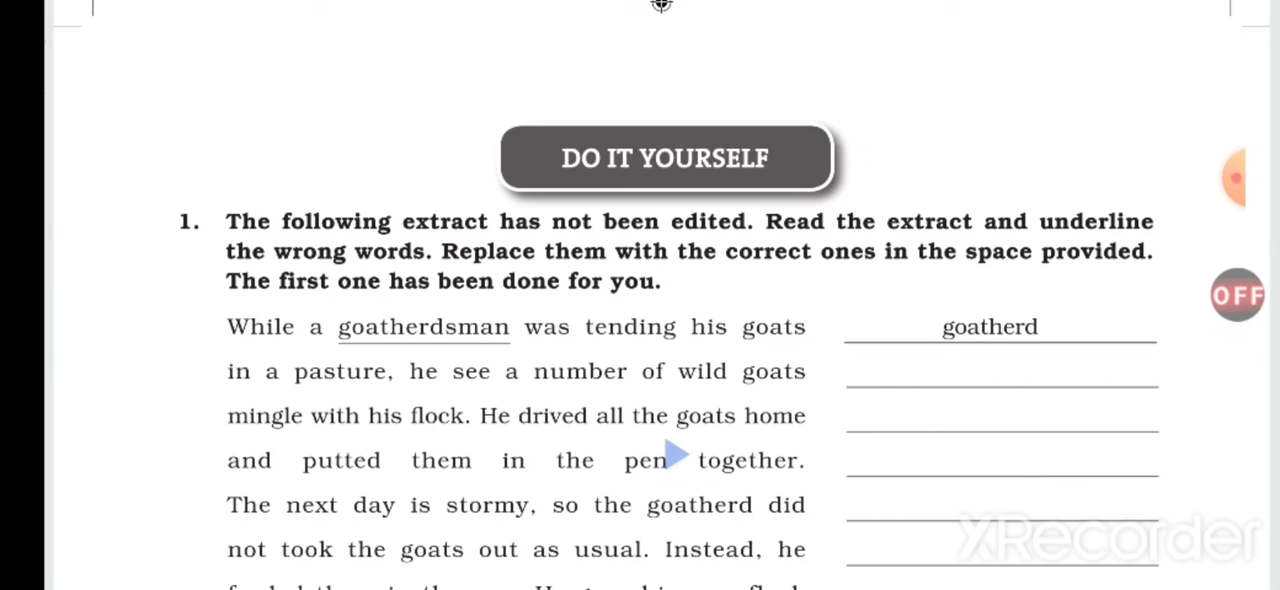 DO IT YOURSELF
1. The following extract has not been edited. Read the extract and underline
the wrong words. Replace them with the correct ones in the space provided.
The first one has been done for you.
While a goatherdsman was tending his goats goatherd
in a pasture, he see a number of wild goats
mingle with his flock. He drived all the goats home
and putted them in the pen together.
The next day is stormy, so the goatherd did
not took the goats out as usual. Instead, he
OFF
XRecorder